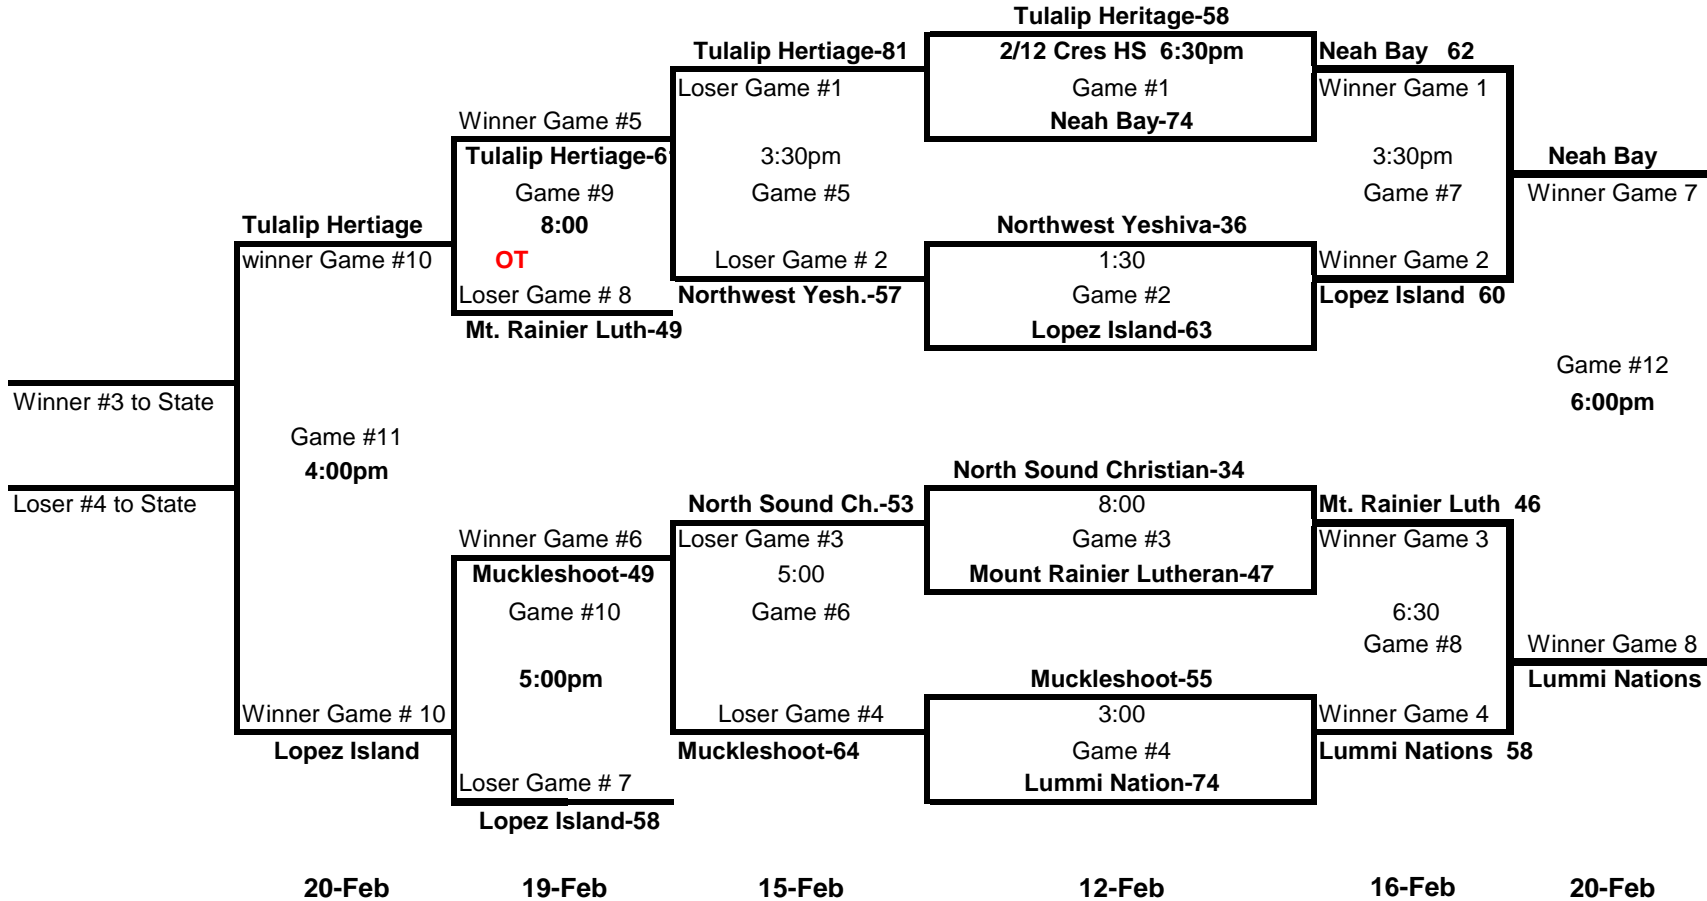 Tulalip Heritage-58
Tulalip Hertiage-81 2/12 Cres HS 6:30pm Neah Bay 62
Loser Game #1 Game #1 Winner Game 1
Winner Game #5 Neah Bay-74
Tulalip Hertiage-6 3:30pm 3:30pm Neah Bay
Game #9 Game #5 Game #7 Winner Game 7
Tulalip Hertiage 8:00 Northwest Yeshiva-36
winner Game #10 OT Loser Game # 2 1:30 Winner Game 2
Loser Game # 8 Northwest Yesh.-57 Game #2 Lopez Island 60
Mt. Rainier Luth-49 Lopez Island-63
Game #12
Winner #3 to State 6:00pm
Game #11
4:00pm North Sound Christian-34
Loser #4 to State North Sound Ch.-53 8:00 Mt. Rainier Luth 46
Winner Game #6 Loser Game #3 Game #3 Winner Game 3
Muckleshoot-49 5:00 Mount Rainier Lutheran-47
Game #10 Game #6 6:30
Game #8 Winner Game 8
5:00pm Muckleshoot-55 Lummi Nations
Winner Game # 10 Loser Game #4 3:00 Winner Game 4
Lopez Island Muckleshoot-64 Game #4 Lummi Nations 58
Loser Game # 7 Lummi Nation-74
Lopez Island-58
20-Feb 19-Feb 15-Feb 12-Feb 16-Feb 20-Feb